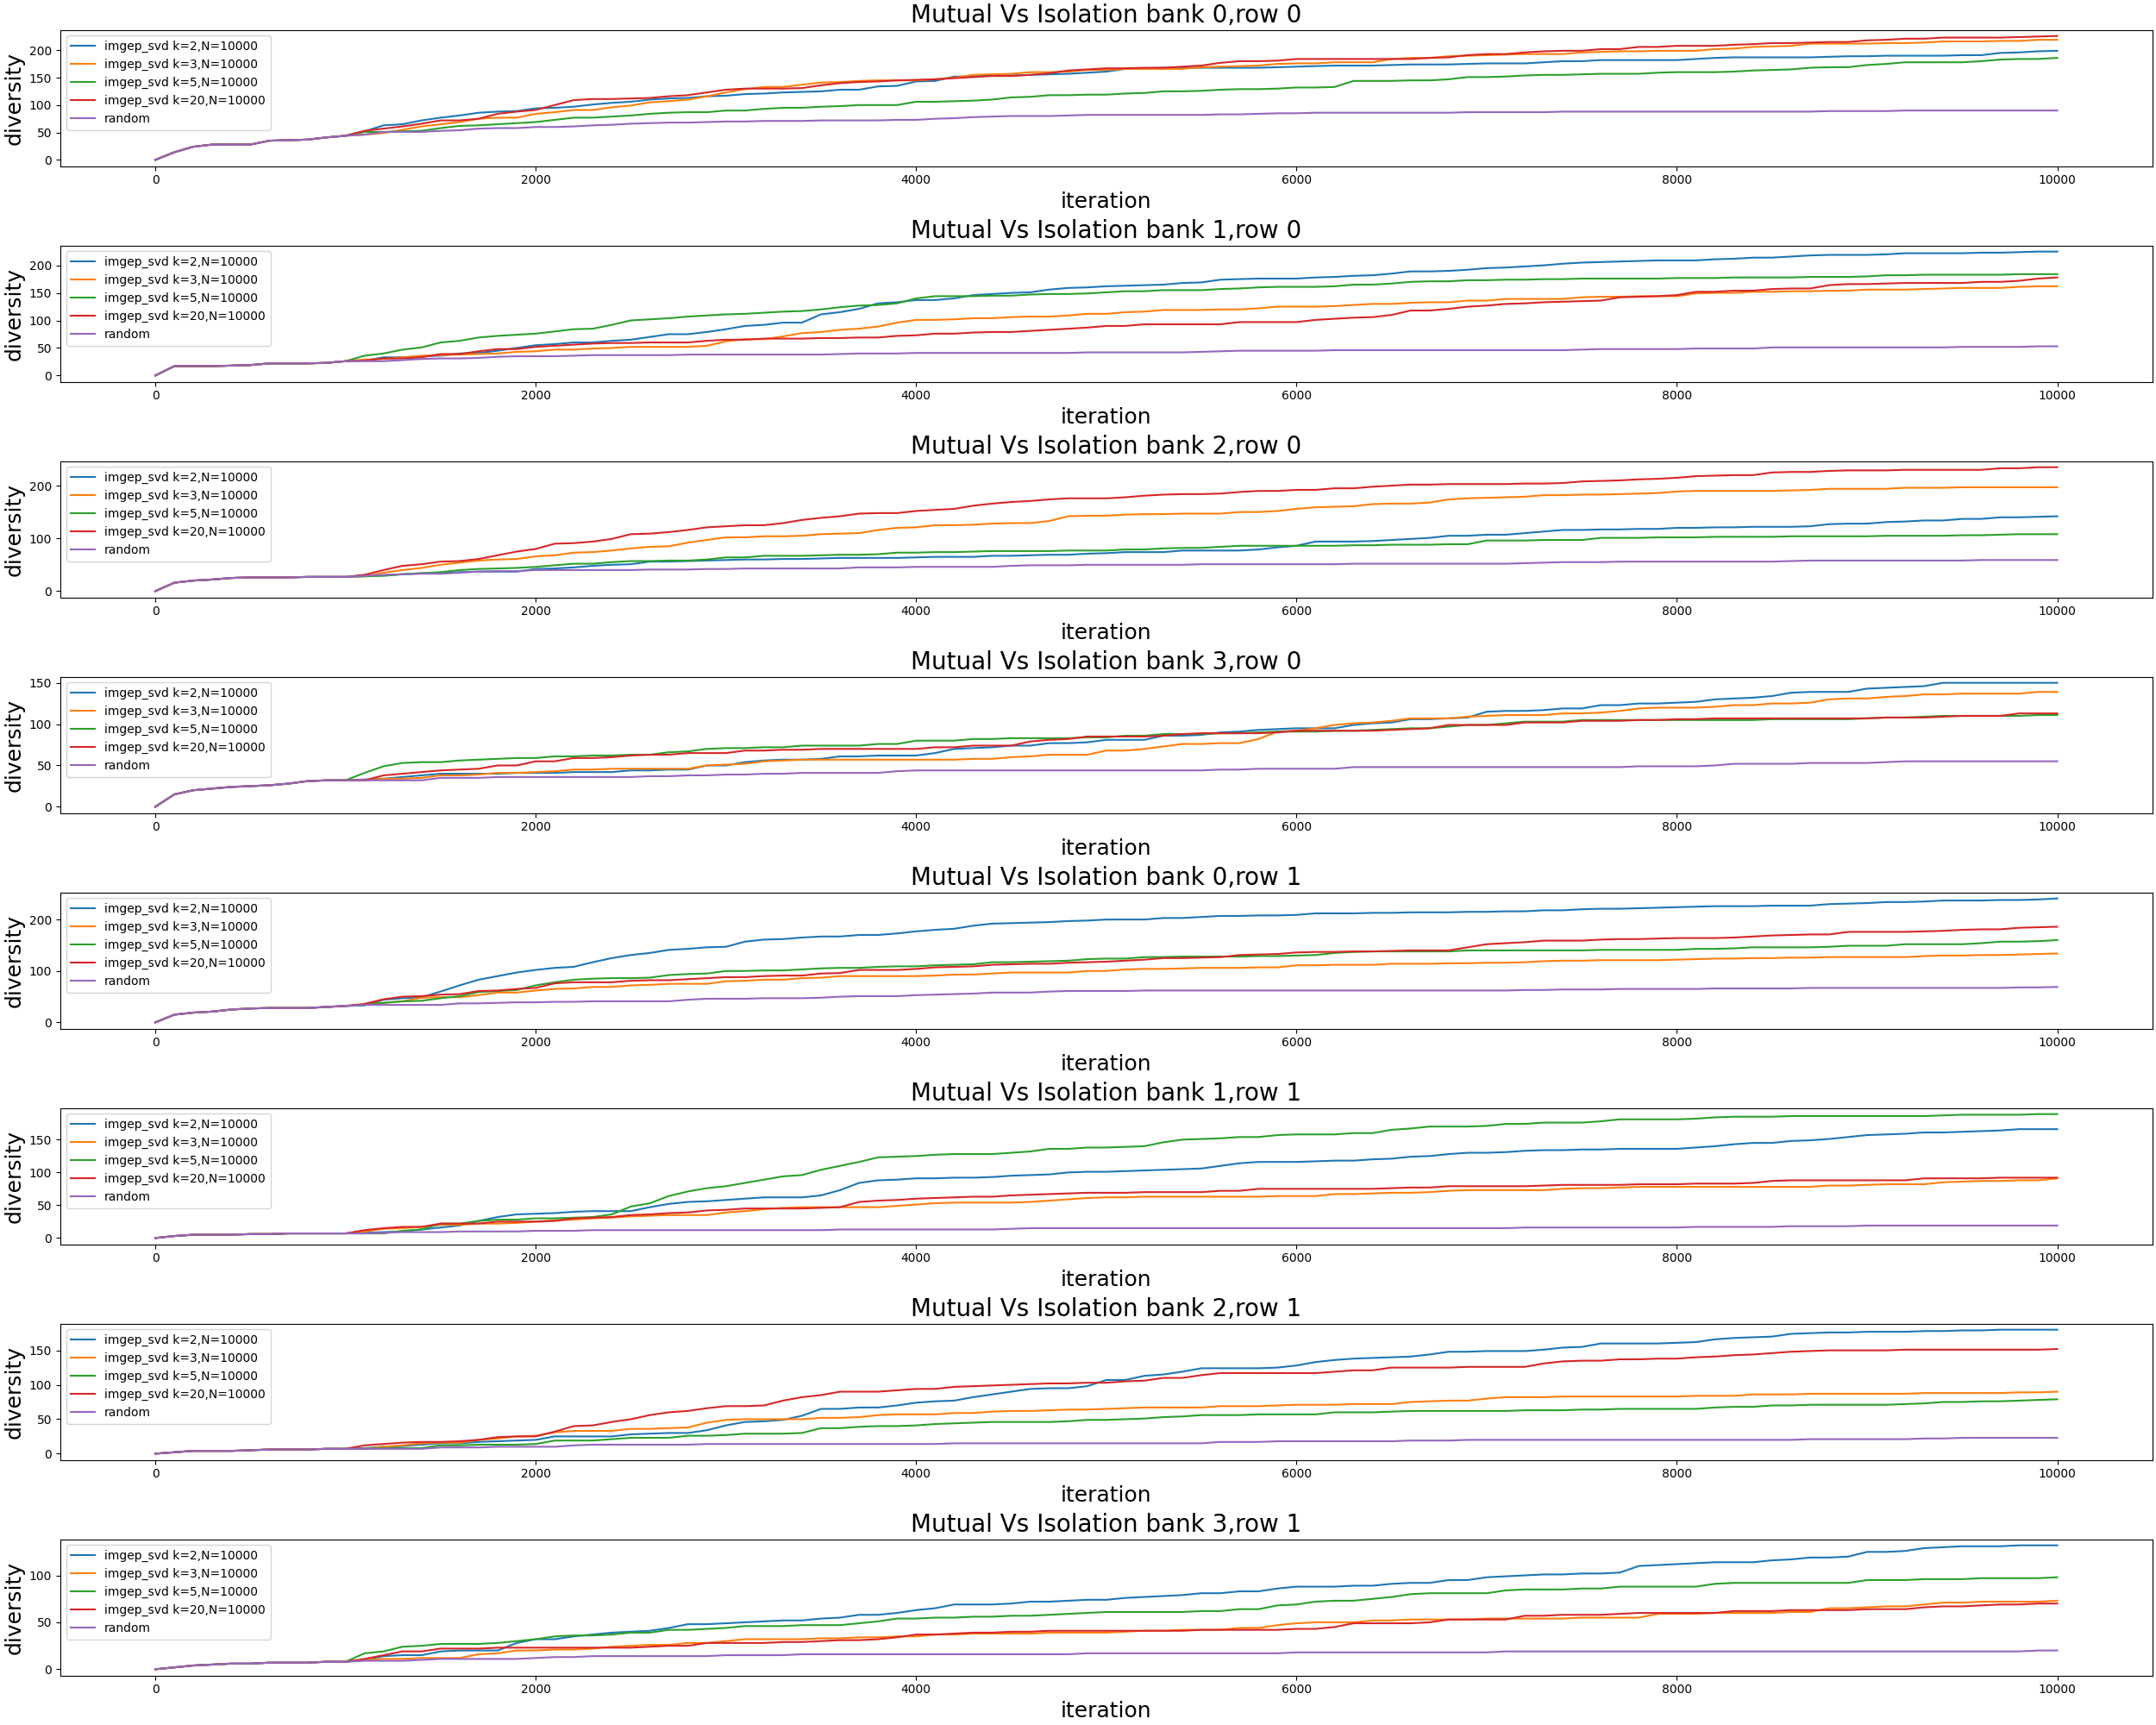 Mutual Vs Isolation bank 0,row 0
diversity
200
150
100
50
0
imgep_svd k=2,N=10000
imgep_svd k=3,N=10000
imgep_svd k=5,N=10000
imgep_svd k=20,N=10000
random
0 2000 4000 6000 8000 10000
iteration
Mutual Vs Isolation bank 1,row 0
diversity
200
150
100
50
0
imgep_svd k=2,N=10000
imgep_svd k=3,N=10000
imgep_svd k=5,N=10000
imgep_svd k=20,N=10000
random
0 2000 4000 6000 8000 10000
iteration
Mutual Vs Isolation bank 2,row 0
diversity
200
100
0
imgep_svd k=2,N=10000
imgep_svd k=3,N=10000
imgep_svd k=5,N=10000
imgep_svd k=20,N=10000
random
0 2000 4000 6000 8000 10000
iteration
Mutual Vs Isolation bank 3,row 0
diversity
150
100
50
0
imgep_svd k=2,N=10000
imgep_svd k=3,N=10000
imgep_svd k=5,N=10000
imgep_svd k=20,N=10000
random
0 2000 4000 6000 8000 10000
iteration
Mutual Vs Isolation bank 0,row 1
diversity
200
100
0
imgep_svd k=2,N=10000
imgep_svd k=3,N=10000
imgep_svd k=5,N=10000
imgep_svd k=20,N=10000
random
0 2000 4000 6000 8000 10000
iteration
Mutual Vs Isolation bank 1,row 1
diversity
150
100
50
0
imgep_svd k=2,N=10000
imgep_svd k=3,N=10000
imgep_svd k=5,N=10000
imgep_svd k=20,N=10000
random
0 2000 4000 6000 8000 10000
iteration
Mutual Vs Isolation bank 2,row 1
diversity
150
100
50
0
imgep_svd k=2,N=10000
imgep_svd k=3,N=10000
imgep_svd k=5,N=10000
imgep_svd k=20,N=10000
random
0 2000 4000 6000 8000 10000
iteration
Mutual Vs Isolation bank 3,row 1
diversity
100
50
0
imgep_svd k=2,N=10000
imgep_svd k=3,N=10000
imgep_svd k=5,N=10000
imgep_svd k=20,N=10000
random
0 2000 4000 6000 8000 10000
iteration